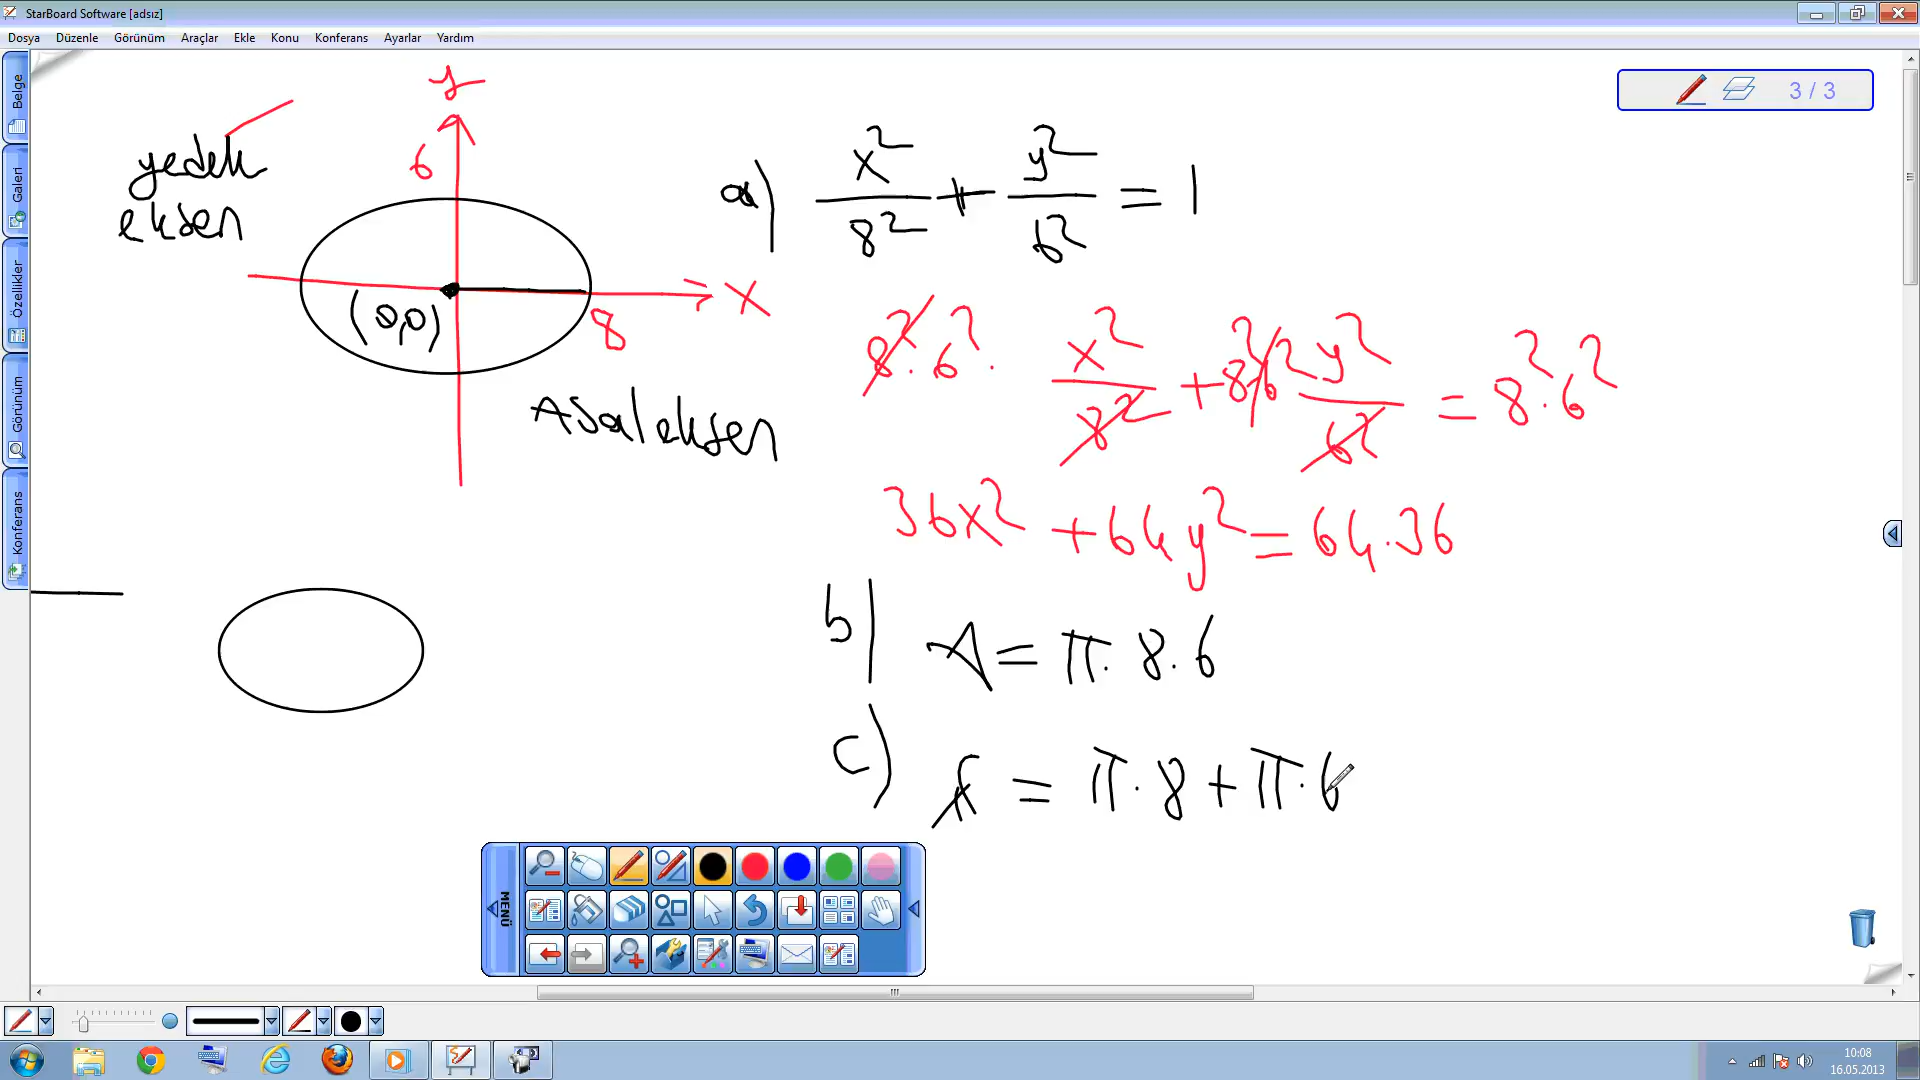 StarBoard Software [adsız]
Dosya Düzenle Görünüm Araçlar Ekle Konu Konferans Ayarlar Yardım
Belge
Galeri
Özellikler
Görünüm
Konferans
3 / 3
y
6
yedek
eksen
(0,0)
8
x
Asal eksen
a) x²/8² + y²/6² = 1
8².6². x²/8² + 8².6² y²/6² = 8².6²
36x² + 64y² = 64.36
b) A = π.8.6
c) Ç = π.8 + π.6
MENÜ
10:08
16.05.2013